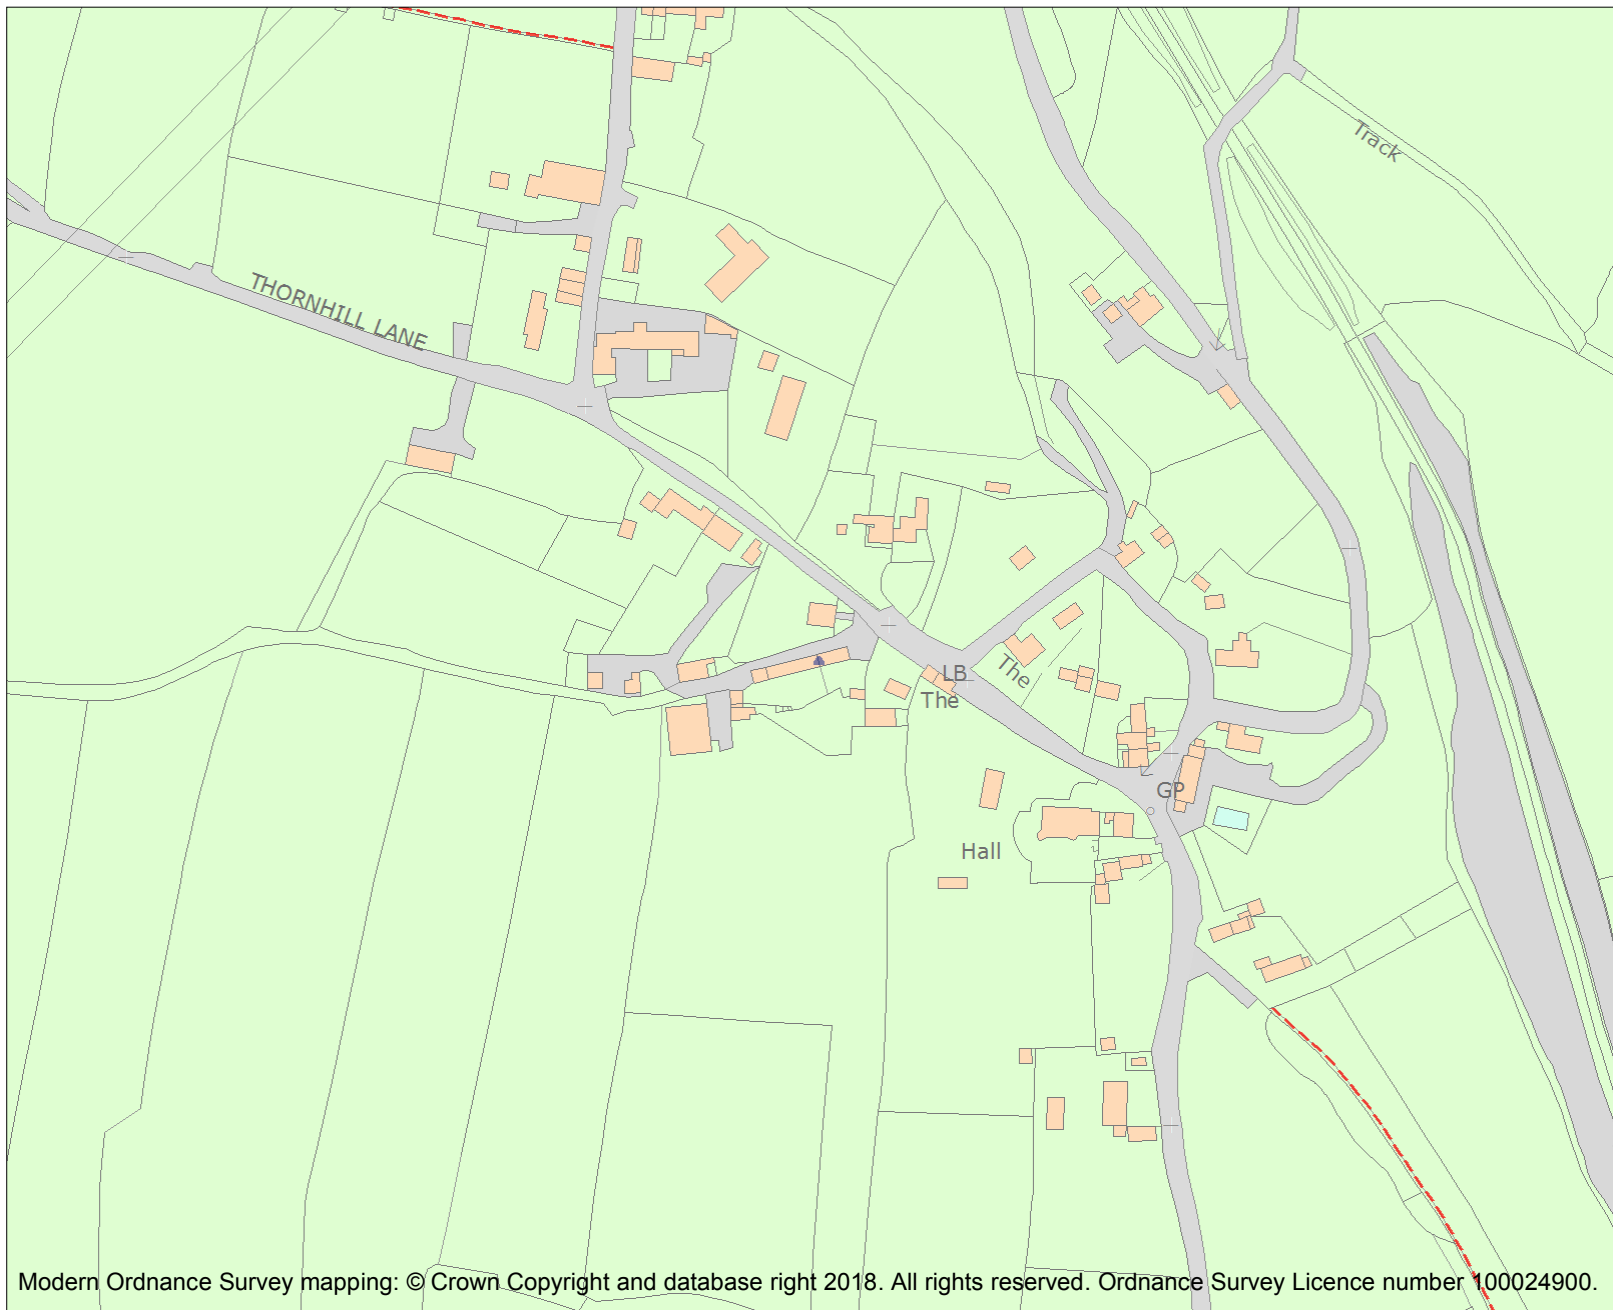 Track
THORNHILL LANE
LB
The
The
GP
Hall
Modern Ordnance Survey mapping: © Crown Copyright and database right 2018. All rights reserved. Ordnance Survey Licence number 100024900.